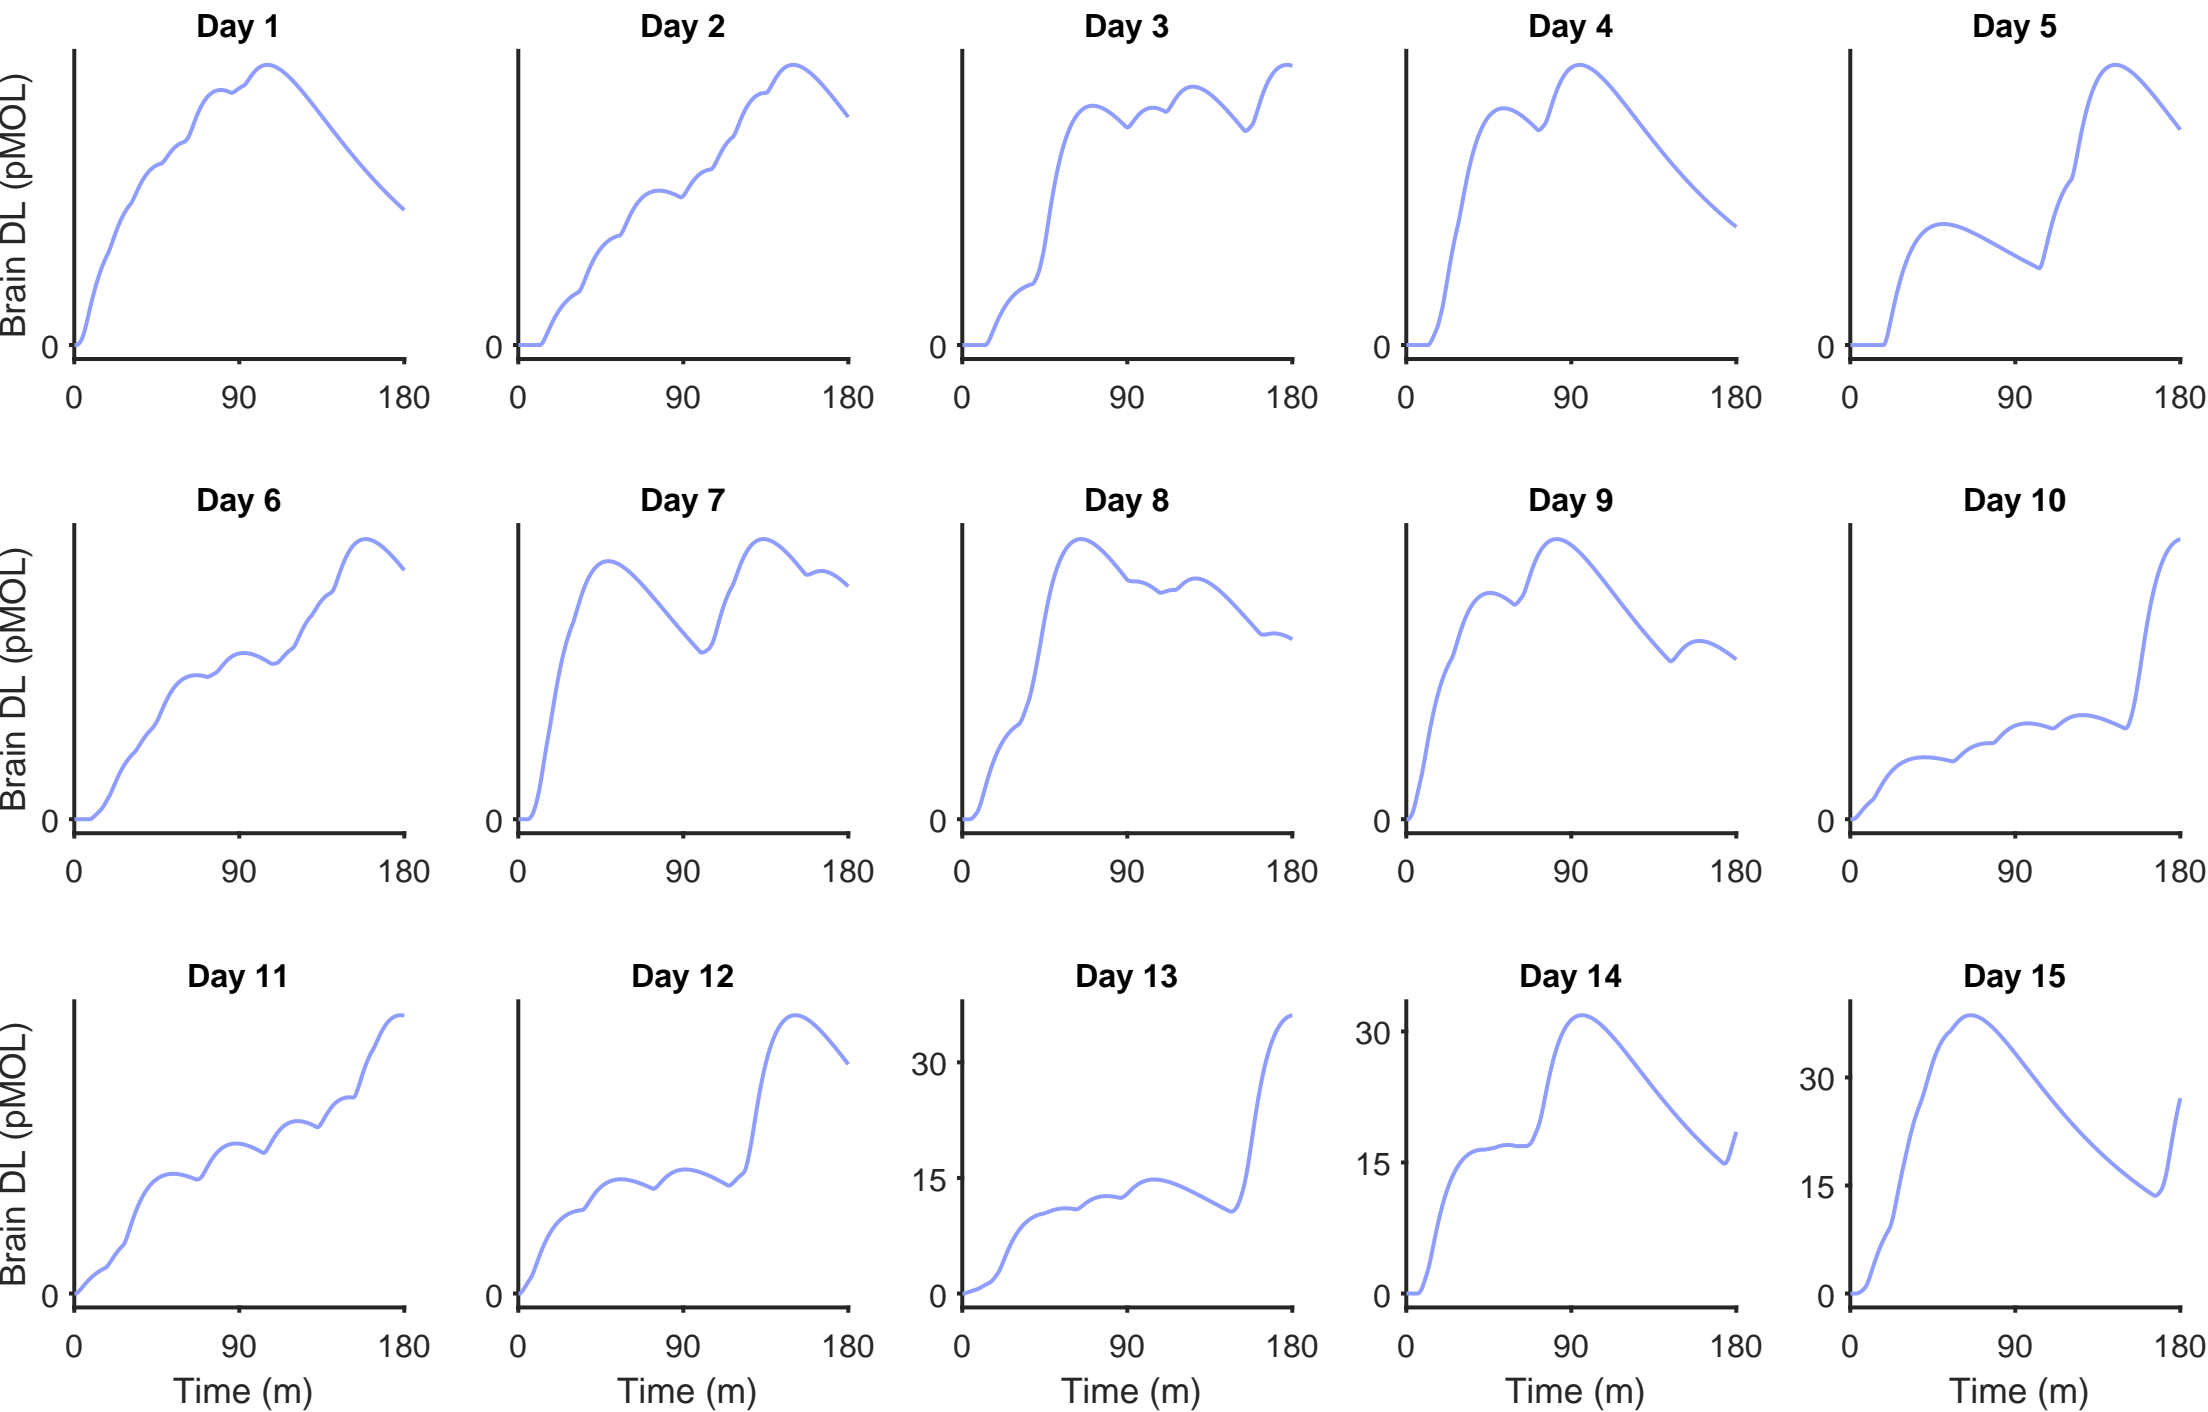 Day 1 Day 2 Day 3 Day 4 Day 5
Brain DL (pMOL)
0 0 0 0 0
0 90 180 0 90 180 0 90 180 0 90 180 0 90 180
Day 6 Day 7 Day 8 Day 9 Day 10
Brain DL (pMOL)
0 0 0 0 0
0 90 180 0 90 180 0 90 180 0 90 180 0 90 180
Day 11 Day 12 Day 13 Day 14 Day 15
Brain DL (pMOL)
30 30 30
15 15 15
0 0 0 0 0
0 90 180 0 90 180 0 90 180 0 90 180 0 90 180
Time (m) Time (m) Time (m) Time (m) Time (m)